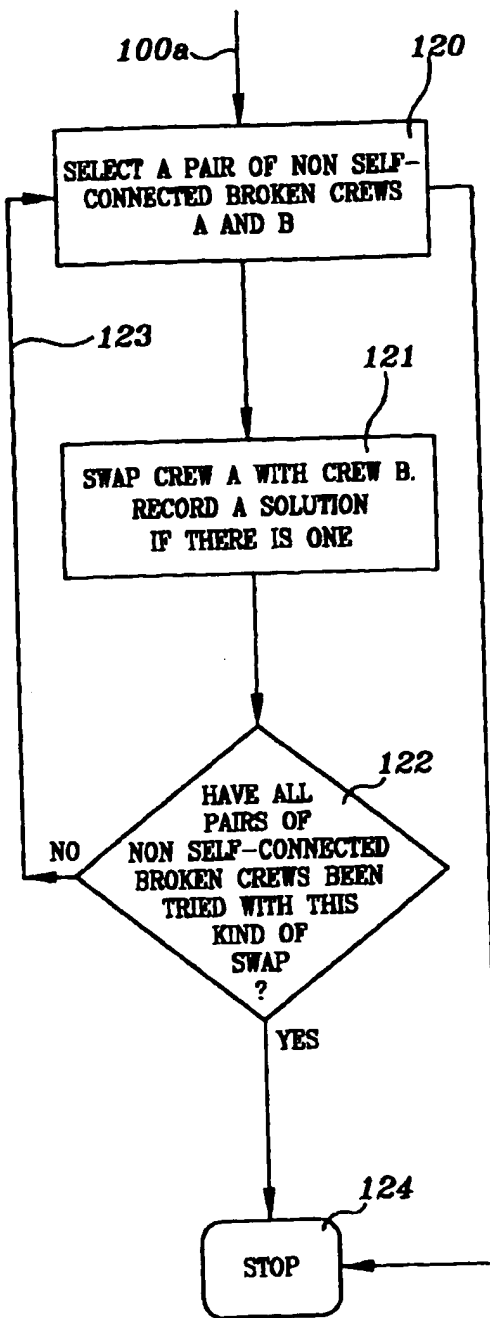 100a
120
SELECT A PAIR OF NON SELF-
CONNECTED BROKEN CREWS
A AND B
123
121
SWAP CREW A WITH CREW B.
RECORD A SOLUTION
IF THERE IS ONE
122
HAVE ALL
PAIRS OF
NON SELF-CONNECTED
BROKEN CREWS BEEN
TRIED WITH THIS
KIND OF
SWAP
?
NO
YES
124
STOP